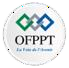 OFPPT
La Voie de l'Avenir